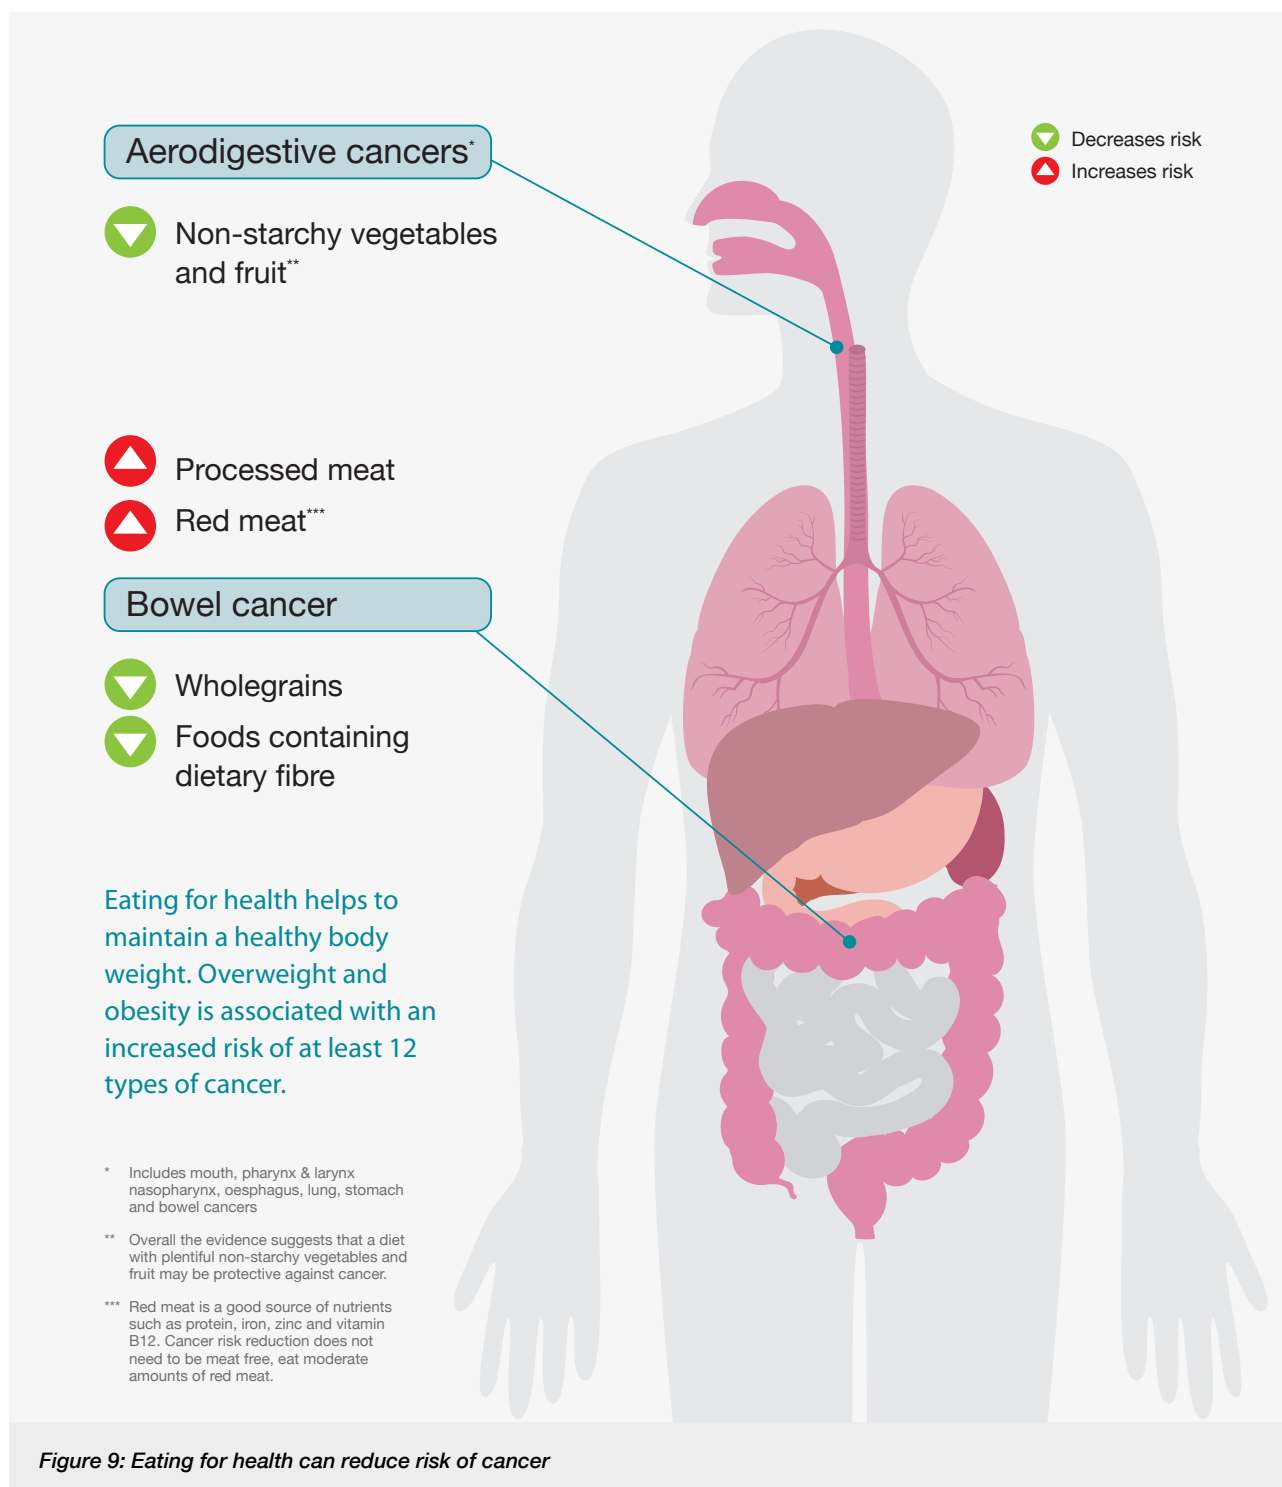 Aerodigestive cancers*
Decreases risk
Increases risk
Non-starchy vegetables
and fruit**
Processed meat
Red meat***
Bowel cancer
Wholegrains
Foods containing
dietary fibre
Eating for health helps to
maintain a healthy body
weight. Overweight and
obesity is associated with an
increased risk of at least 12
types of cancer.
* Includes mouth, pharynx & larynx
nasopharynx, oesphagus, lung, stomach
and bowel cancers
** Overall the evidence suggests that a diet
with plentiful non-starchy vegetables and
fruit may be protective against cancer.
*** Red meat is a good source of nutrients
such as protein, iron, zinc and vitamin
B12. Cancer risk reduction does not
need to be meat free, eat moderate
amounts of red meat.
Figure 9: Eating for health can reduce risk of cancer